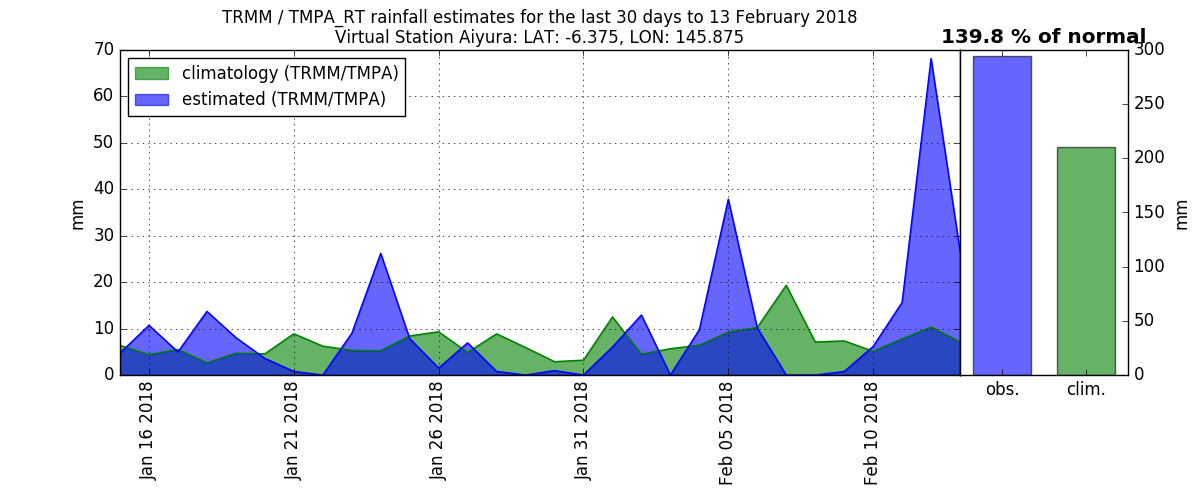 TRMM / TMPA_RT rainfall estimates for the last 30 days to 13 February 2018
Virtual Station Aiyura: LAT: -6.375, LON: 145.875
139.8 % of normal
climatology (TRMM/TMPA)
estimated (TRMM/TMPA)
70
60
50
40
30
20
10
0
mm
Jan 16 2018
Jan 21 2018
Jan 26 2018
Jan 31 2018
Feb 05 2018
Feb 10 2018
300
250
200
150
100
50
0
mm
obs.
clim.